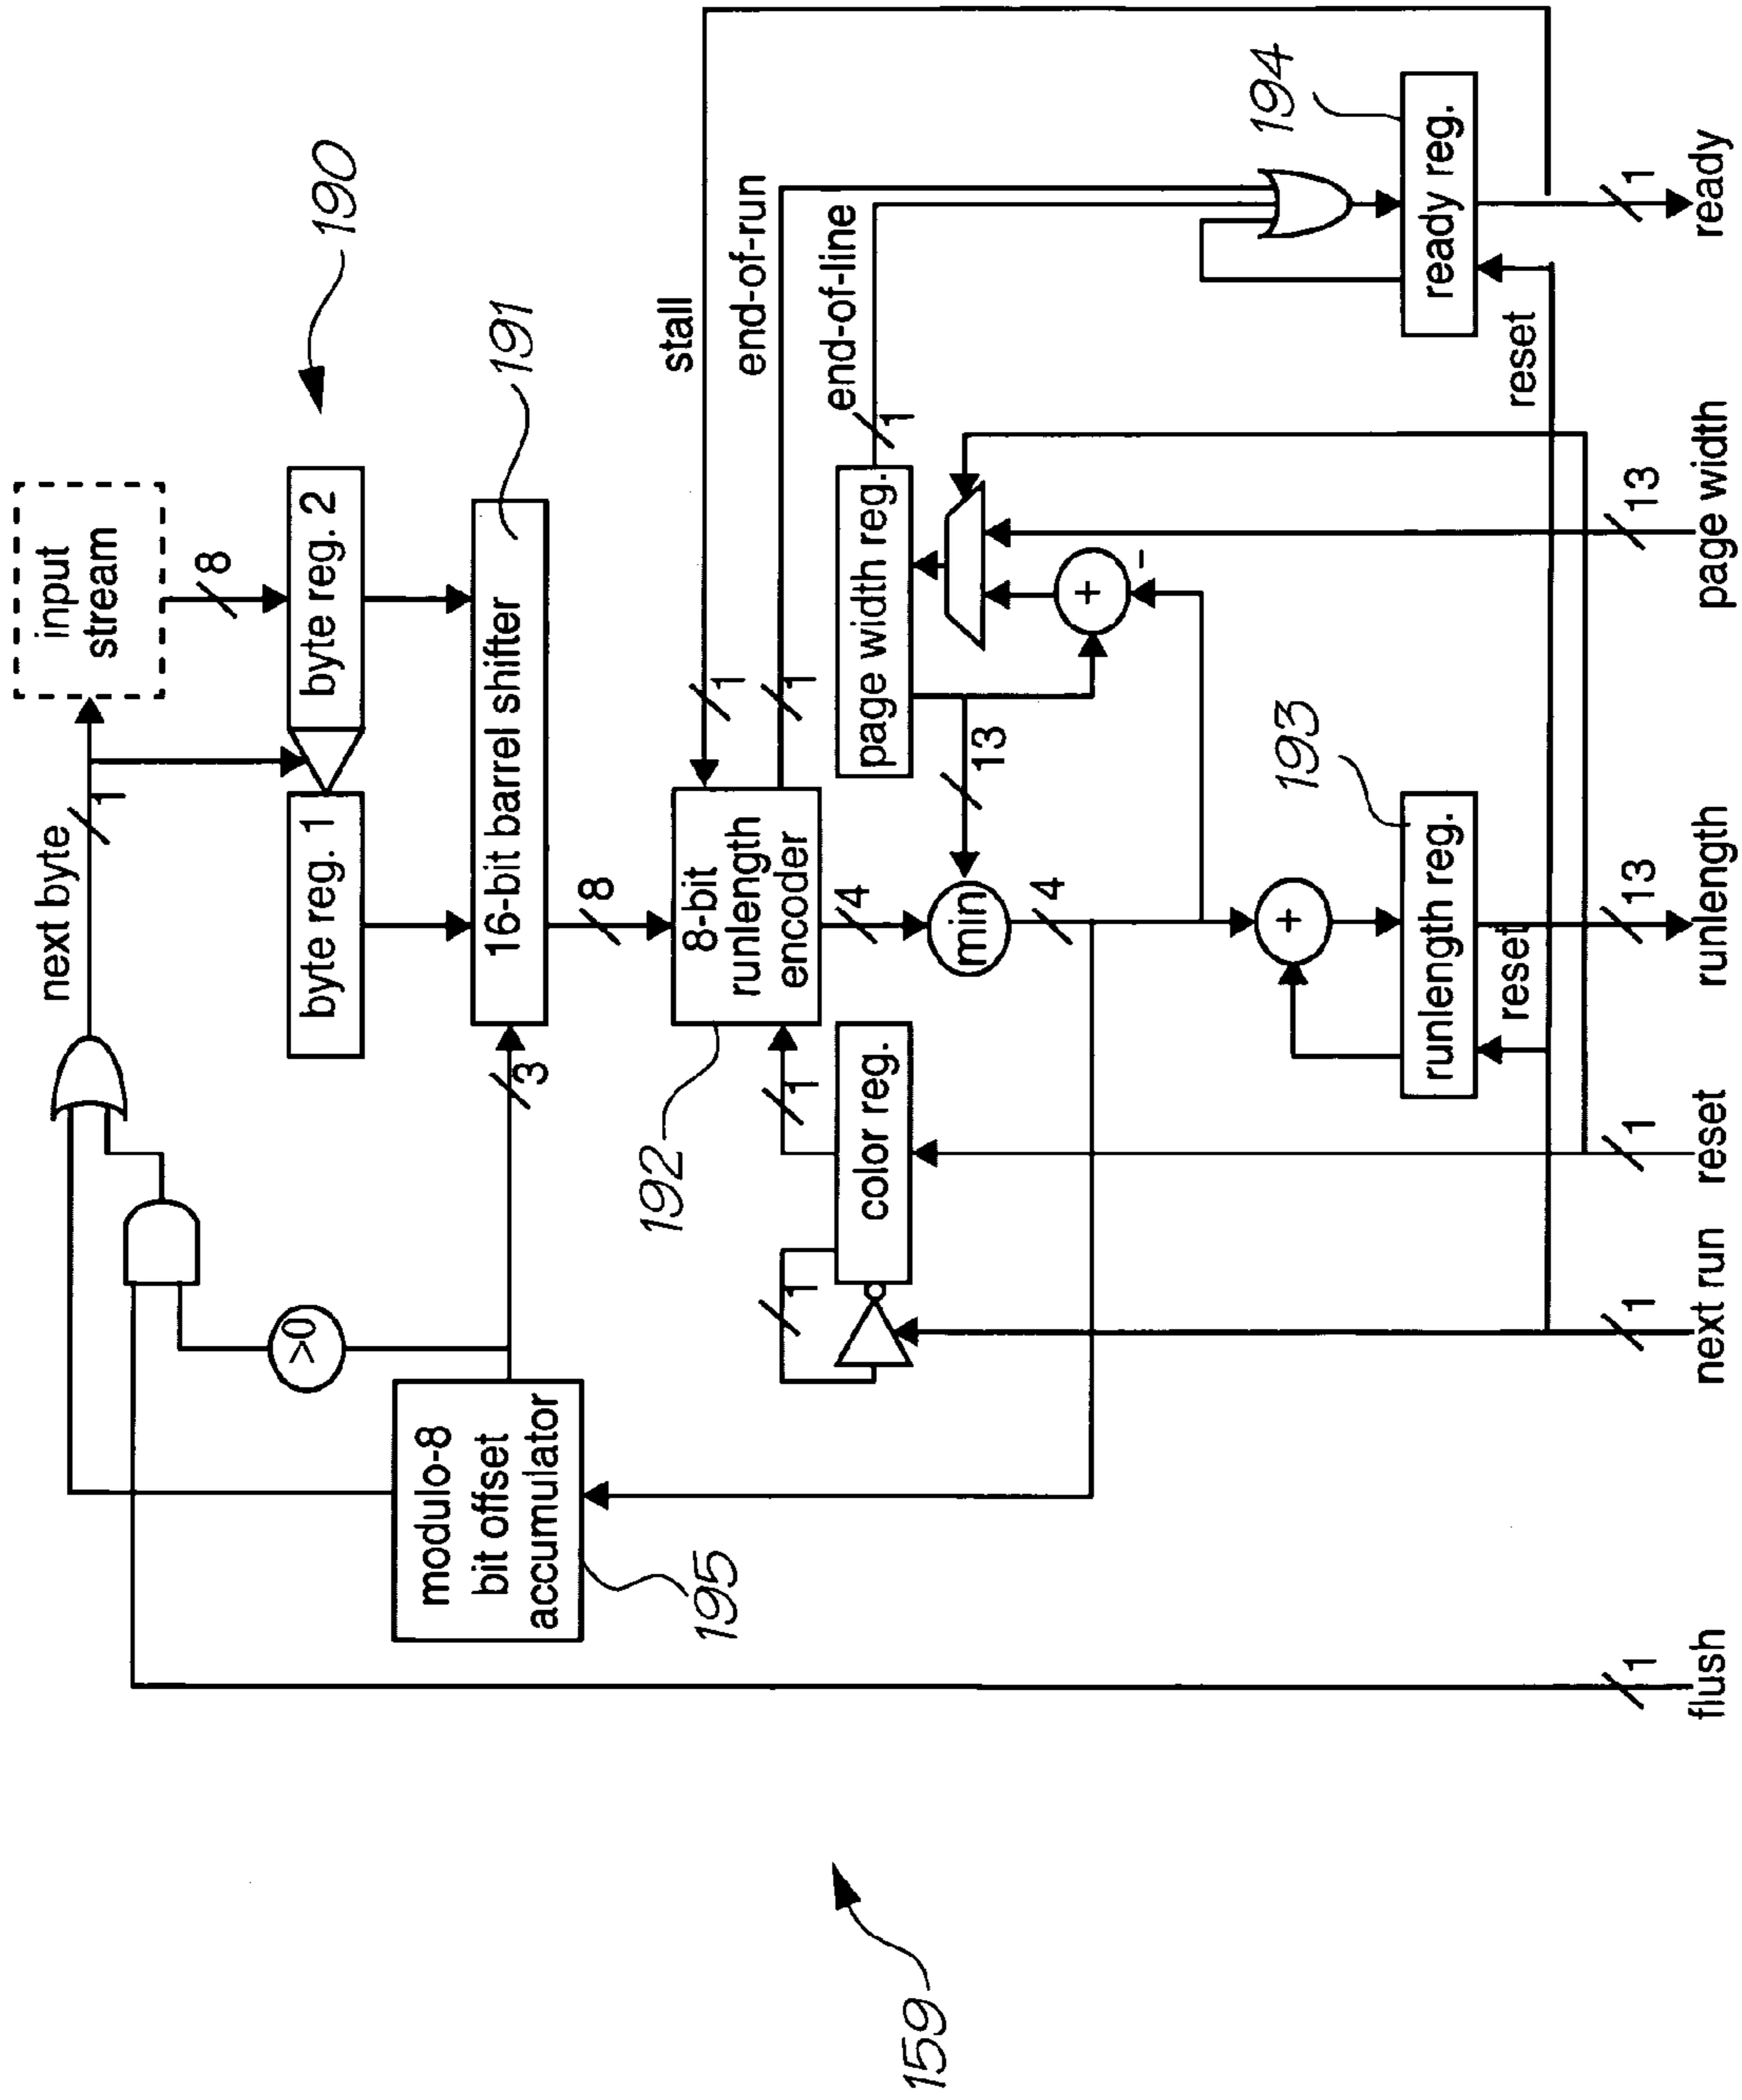 input
stream
next byte
1
8
190
byte reg. 1
byte reg. 2
16-bit barrel shifter
191
>0
modulo-8
bit offset
accumulator
195
3
8
stall
1
end-of-run
1
end-of-line
1
8-bit
runlength
encoder
192
4
page width reg.
13
min
4
color reg.
1
1
+
-
+
193
runlength reg.
reset
194
ready reg.
reset
159
1
flush
1
next run
1
reset
13
runlength
13
page width
1
ready